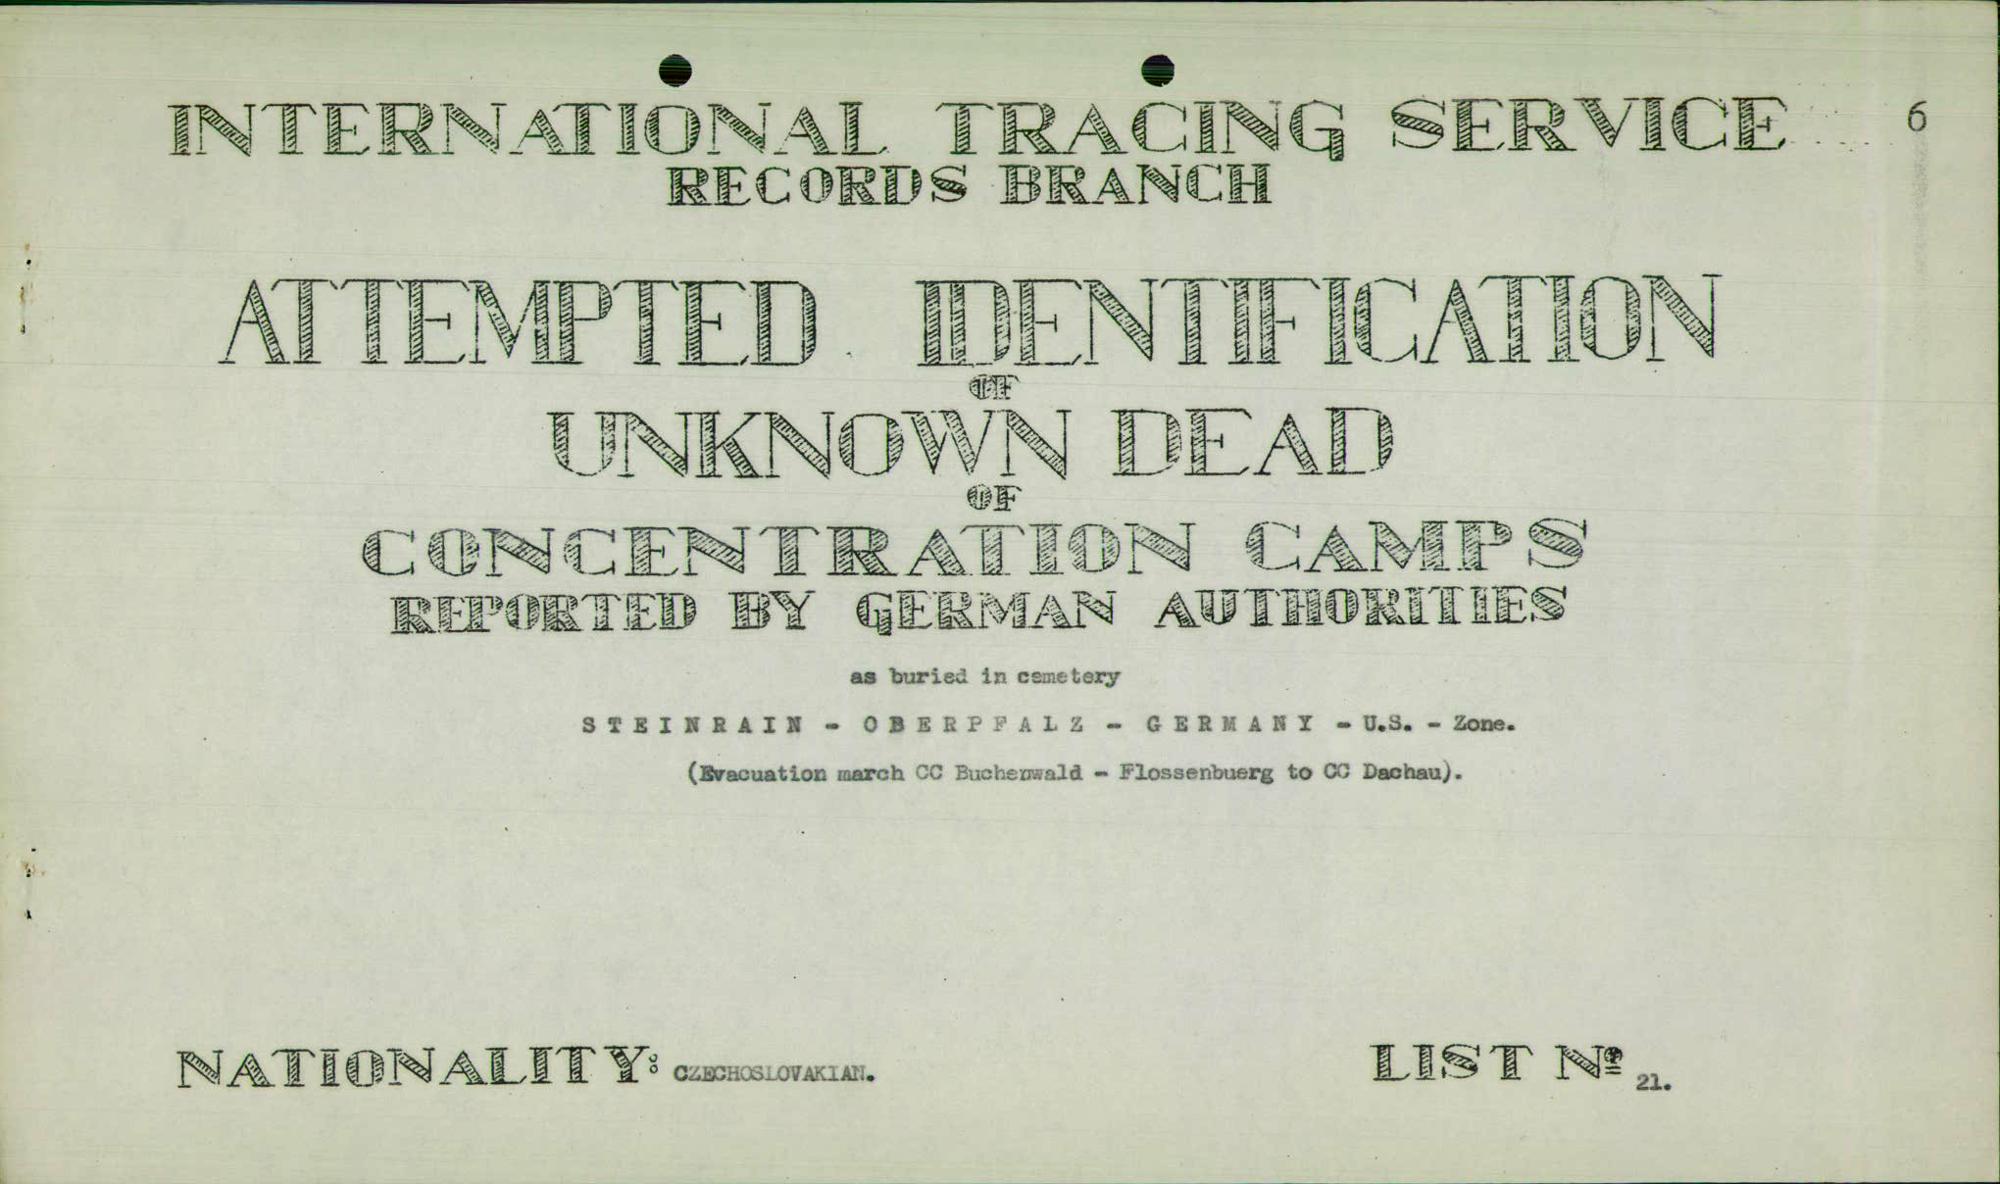 INTERNATIONAL TRACING SERVICE
6
RECORDS BRANCH
ATTEMPTED IDENTIFICATION
OF
UNKNOWN DEAD
OF
CONCENTRATION CAMPS
REPORTED BY GERMAN AUTHORITIES
as buried in cemetery
STEINRAIN - OBERPFALZ - GERMANY - U.S. - Zone.
(Evacuation march CC Buchenwald - Flossenbuerg to CC Dachau).
NATIONALITY: CZECHOSLOVAKIAN.
LIST No 21.